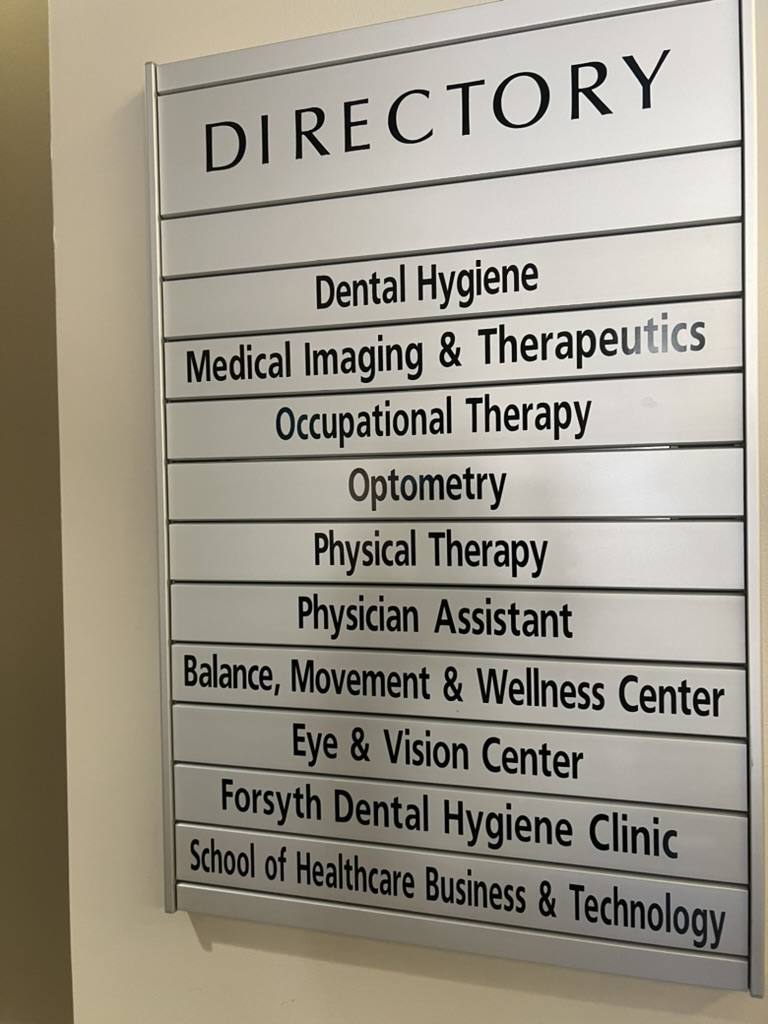 DIRECTORY
Dental Hygiene
Medical Imaging & Therapeutics
Occupational Therapy
Optometry
Physical Therapy
Physician Assistant
Balance, Movement & Wellness Center
Eye & Vision Center
Forsyth Dental Hygiene Clinic
School of Healthcare Business & Technology